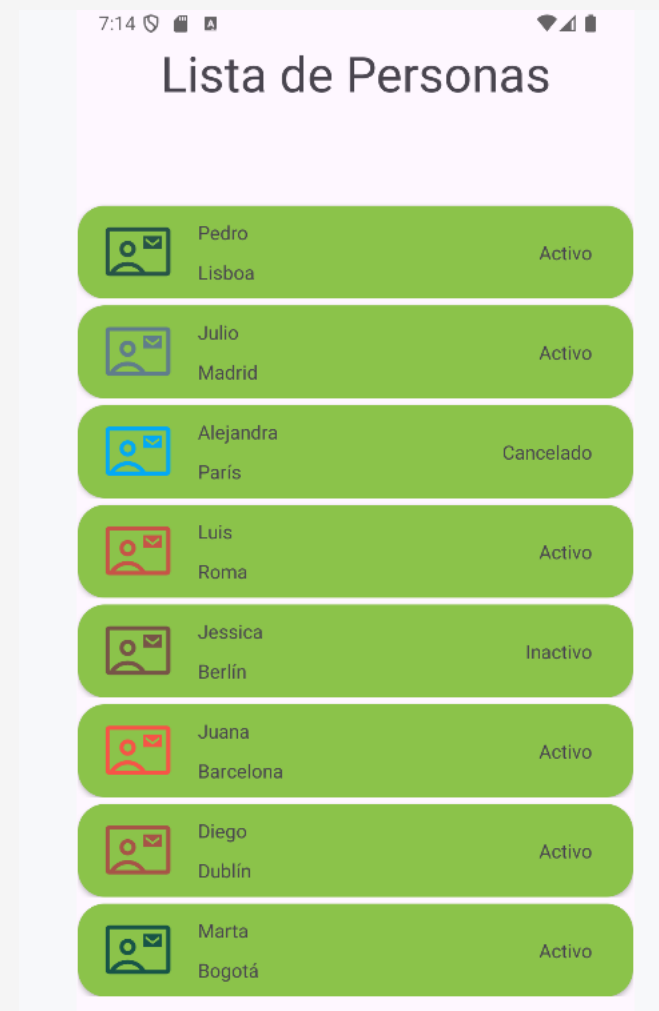 7:14
Lista de Personas
Pedro
Lisboa
Activo
Julio
Madrid
Activo
Alejandra
París
Cancelado
Luis
Roma
Activo
Jessica
Berlín
Inactivo
Juana
Barcelona
Activo
Diego
Dublín
Activo
Marta
Bogotá
Activo